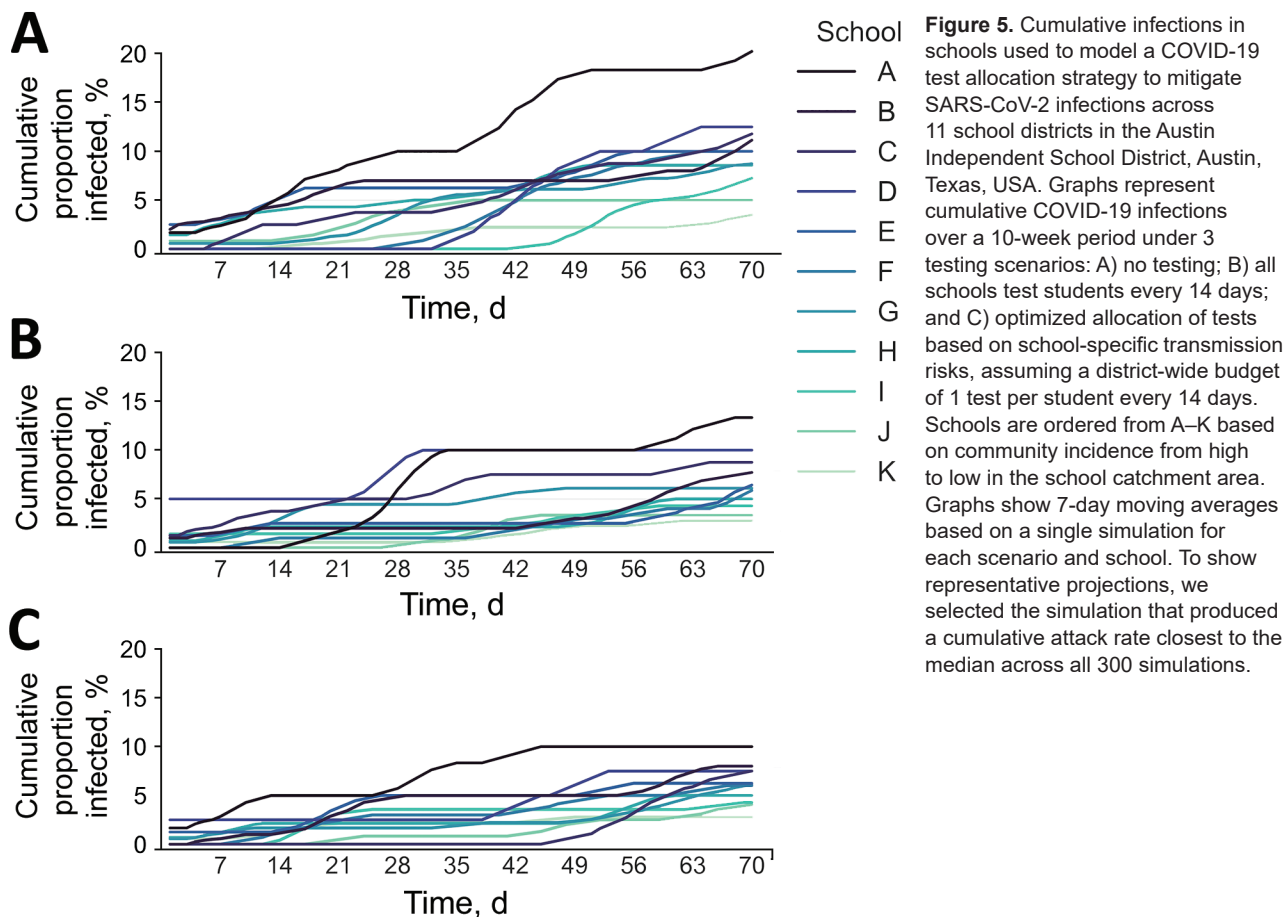 A
Cumulative
proportion
infected, %
20
15
10
5
0
7 14 21 28 35 42 49 56 63 70
Time, d
B
Cumulative
proportion
infected, %
20
15
10
5
0
7 14 21 28 35 42 49 56 63 70
Time, d
C
Cumulative
proportion
infected, %
20
15
10
5
0
7 14 21 28 35 42 49 56 63 70
Time, d
School
A
B
C
D
E
F
G
H
I
J
K
Figure 5. Cumulative infections in
schools used to model a COVID-19
test allocation strategy to mitigate
SARS-CoV-2 infections across
11 school districts in the Austin
Independent School District, Austin,
Texas, USA. Graphs represent
cumulative COVID-19 infections
over a 10-week period under 3
testing scenarios: A) no testing; B) all
schools test students every 14 days;
and C) optimized allocation of tests
based on school-specific transmission
risks, assuming a district-wide budget
of 1 test per student every 14 days.
Schools are ordered from A–K based
on community incidence from high
to low in the school catchment area.
Graphs show 7-day moving averages
based on a single simulation for
each scenario and school. To show
representative projections, we
selected the simulation that produced
a cumulative attack rate closest to the
median across all 300 simulations.